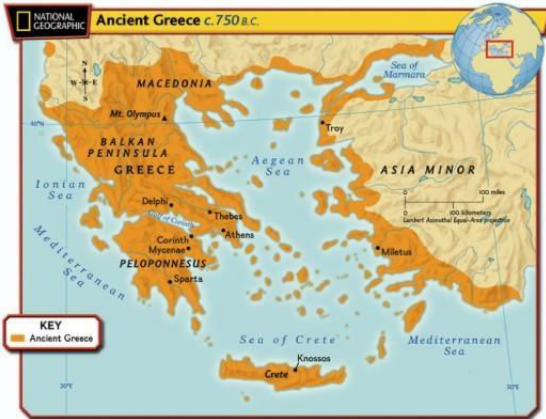 NATIONAL
GEOGRAPHIC
Ancient Greece c.750 B.C.
MACEDONIA
Sea of
Marmara
N
W E
S
Mt. Olympus
40°N
Troy
BALKAN
PENINSULA
GREECE
Aegean
Sea
ASIA MINOR
Ionian
Sea
0 100 miles
0 100 kilometers
Lambert Azimuthal Equal-Area projection
Delphi
Gulf of Corinth
Thebes
Athens
Corinth
Mycenae
Miletus
Mediterranean
Sea
PELOPONNESUS
Sparta
KEY
Ancient Greece
Sea of Crete
Mediterranean
Sea
Knossos
Crete